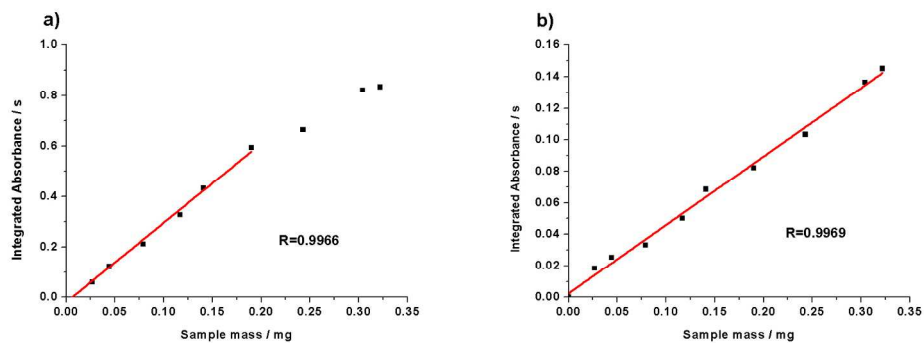 a)
1.0
0.8
0.6
0.4
0.2
0.0
Integrated Absorbance / s
R=0.9966
0.00 0.05 0.10 0.15 0.20 0.25 0.30 0.35
Sample mass / mg
b)
0.16
0.14
0.12
0.10
0.08
0.06
0.04
0.02
0.00
Integrated Absorbance / s
R=0.9969
0.00 0.05 0.10 0.15 0.20 0.25 0.30 0.35
Sample mass / mg